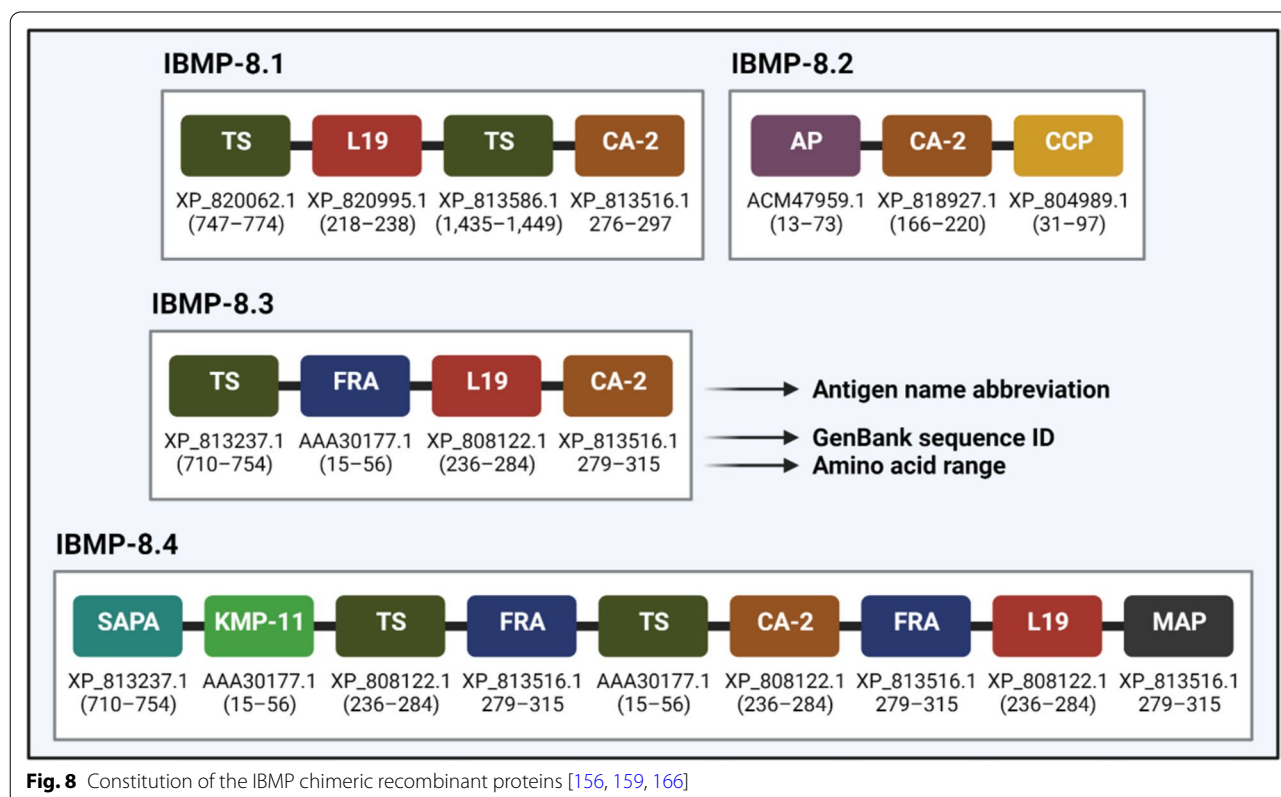 IBMP-8.1
TS L19 TS CA-2
XP_820062.1 XP_820995.1 XP_813586.1 XP_813516.1
(747–774) (218–238) (1,435–1,449) 276–297
IBMP-8.2
AP CA-2 CCP
ACM47959.1 XP_818927.1 XP_804989.1
(13–73) (166–220) (31–97)
IBMP-8.3
TS FRA L19 CA-2
XP_813237.1 AAA30177.1 XP_808122.1 XP_813516.1
(710–754) (15–56) (236–284) 279–315
Antigen name abbreviation
GenBank sequence ID
Amino acid range
IBMP-8.4
SAPA KMP-11 TS FRA TS CA-2 FRA L19 MAP
XP_813237.1 AAA30177.1 XP_808122.1 XP_813516.1 AAA30177.1 XP_808122.1 XP_813516.1 XP_808122.1 XP_813516.1
(710–754) (15–56) (236–284) 279–315 (15–56) (236–284) 279–315 (236–284) 279–315
Fig. 8 Constitution of the IBMP chimeric recombinant proteins [156, 159, 166]